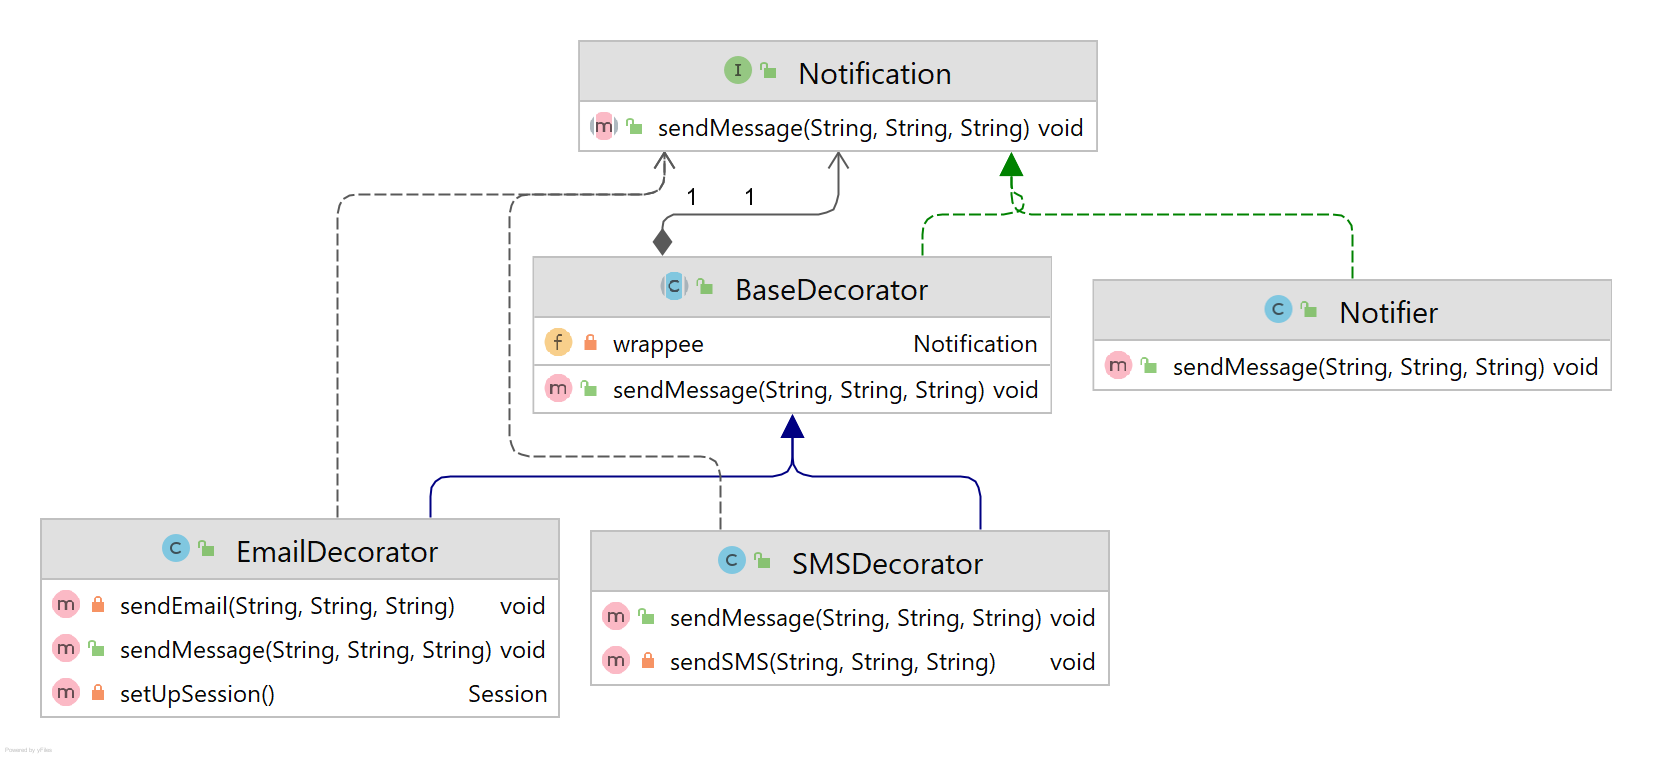 I Notification
m sendMessage(String, String, String) void
1 1
C BaseDecorator
f wrappee Notification
m sendMessage(String, String, String) void
C Notifier
m sendMessage(String, String, String) void
C EmailDecorator
m sendEmail(String, String, String) void
m sendMessage(String, String, String) void
m setUpSession() Session
C SMSDecorator
m sendMessage(String, String, String) void
m sendSMS(String, String, String) void
Powered by yFiles